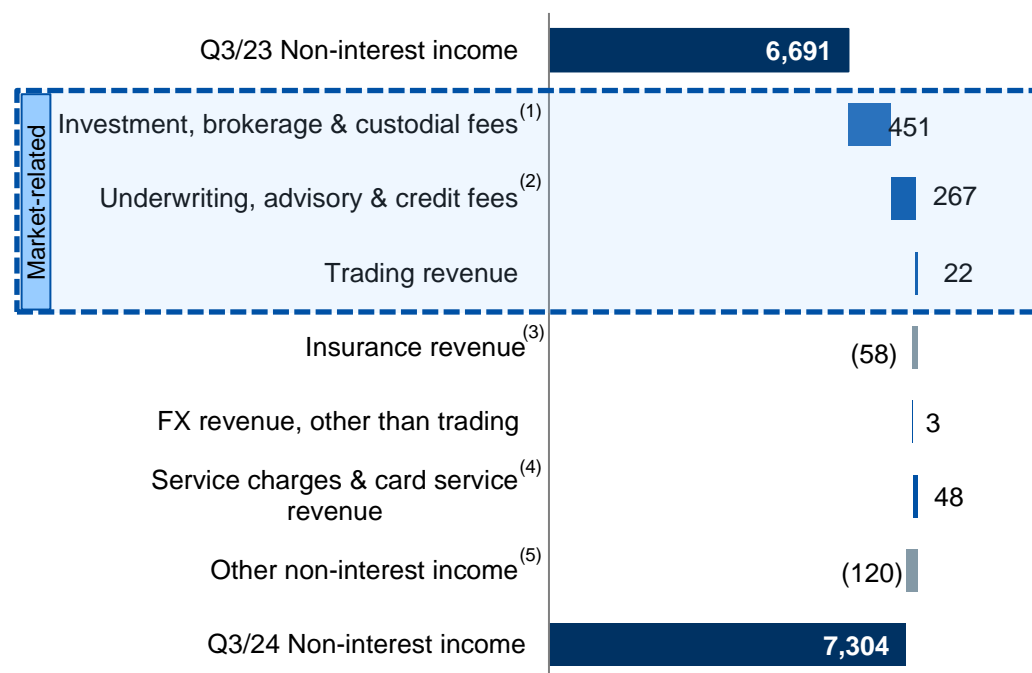 Q3/23 Non-interest income 6,691
Market-related
Investment, brokerage & custodial fees(1) 451
Underwriting, advisory & credit fees(2) 267
Trading revenue 22
Insurance revenue(3) (58)
FX revenue, other than trading 3
Service charges & card service(4)
revenue 48
Other non-interest income(5) (120)
Q3/24 Non-interest income 7,304